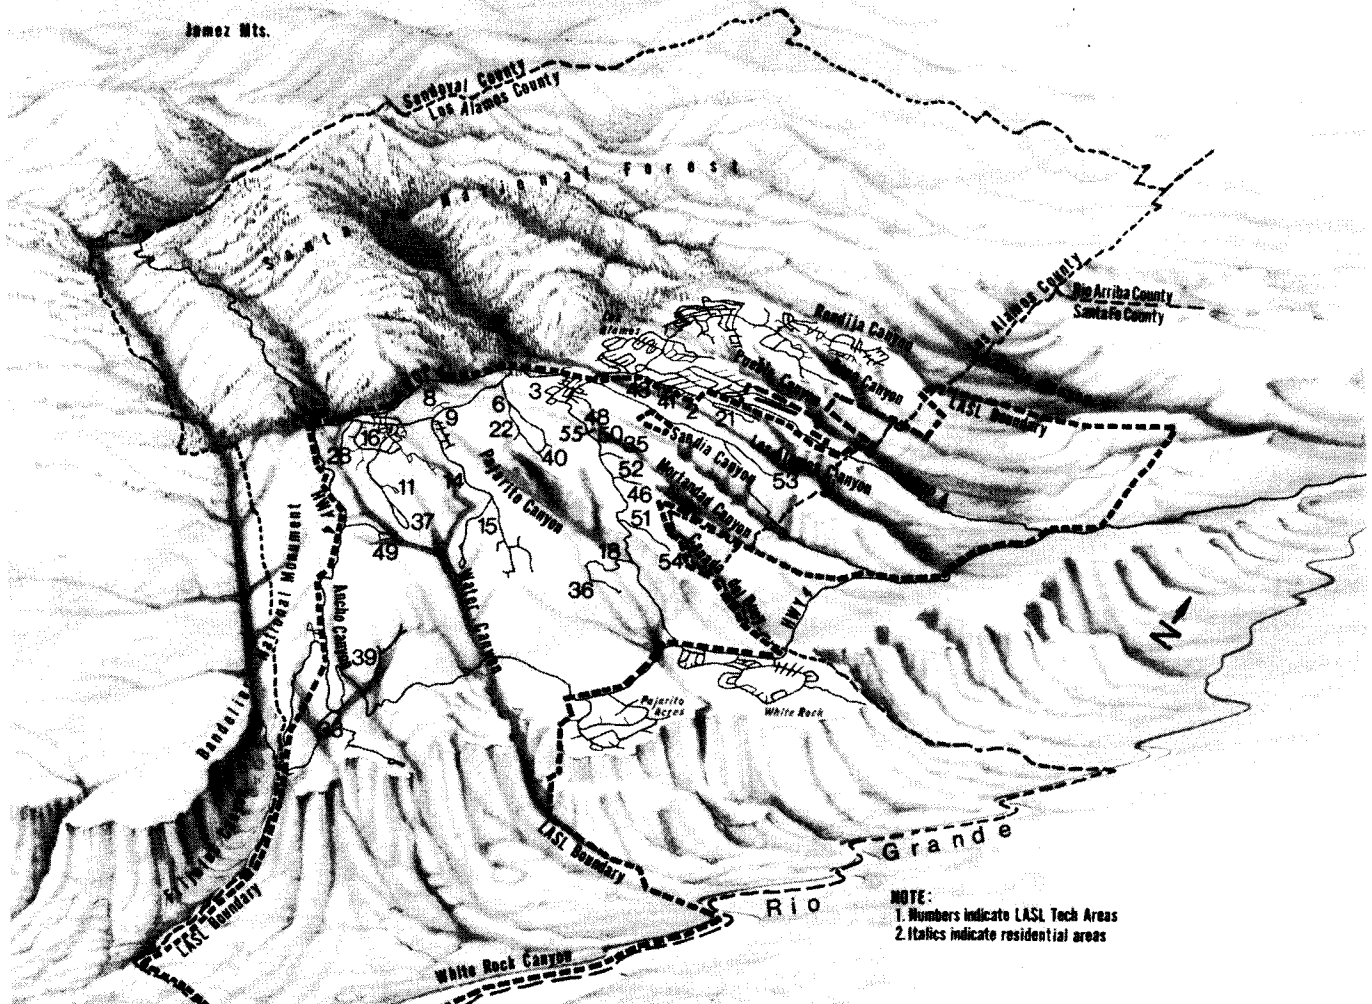 Jemez Mts.
Sandoval County
Los Alamos County
Santa National Forest
Los Alamos County
Rio Arriba County
Santa Fe County
Rendija Canyon
Los Alamos
Pueblo Canyon
Canyon
LASL Boundary
8
3
9
6
48
41
2
21
16
22
55
50
35
Sandia Canyon
Los Alamos Canyon
28
40
52
53
11
14
Pajarito Canyon
46
Mortandad Canyon
37
15
51
HWY 4
49
18
54
Cañada del Buey
36
HWY 4
N
National Monument
Ancho Canyon
Water Canyon
39
Pajarito Acres
White Rock
33
Bandelier
LASL Boundary
LASL Boundary
Rio Grande
White Rock Canyon
NOTE:
1. Numbers indicate LASL Tech Areas
2. Italics indicate residential areas